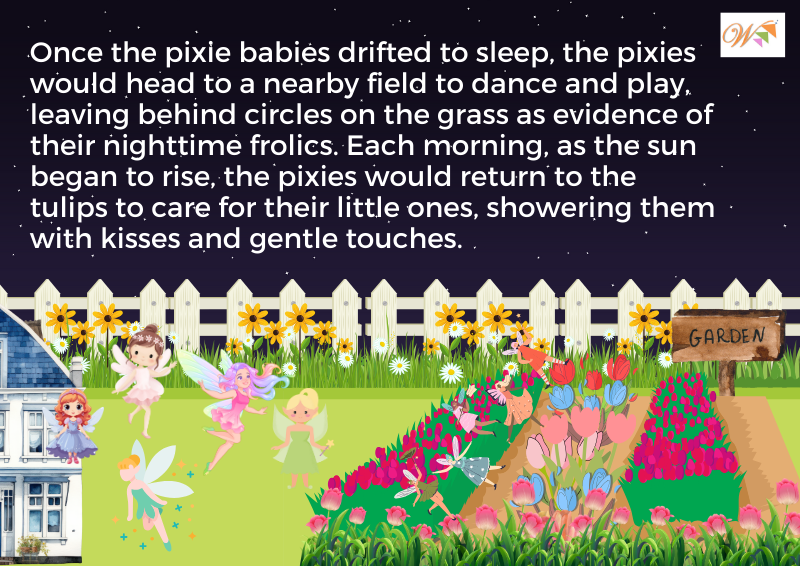 Once the pixie babies drifted to sleep, the pixies
would head to a nearby field to dance and play,
leaving behind circles on the grass as evidence of
their nighttime frolics. Each morning, as the sun
began to rise, the pixies would return to the
tulips to care for their little ones, showering them
with kisses and gentle touches.
W
GARDEN